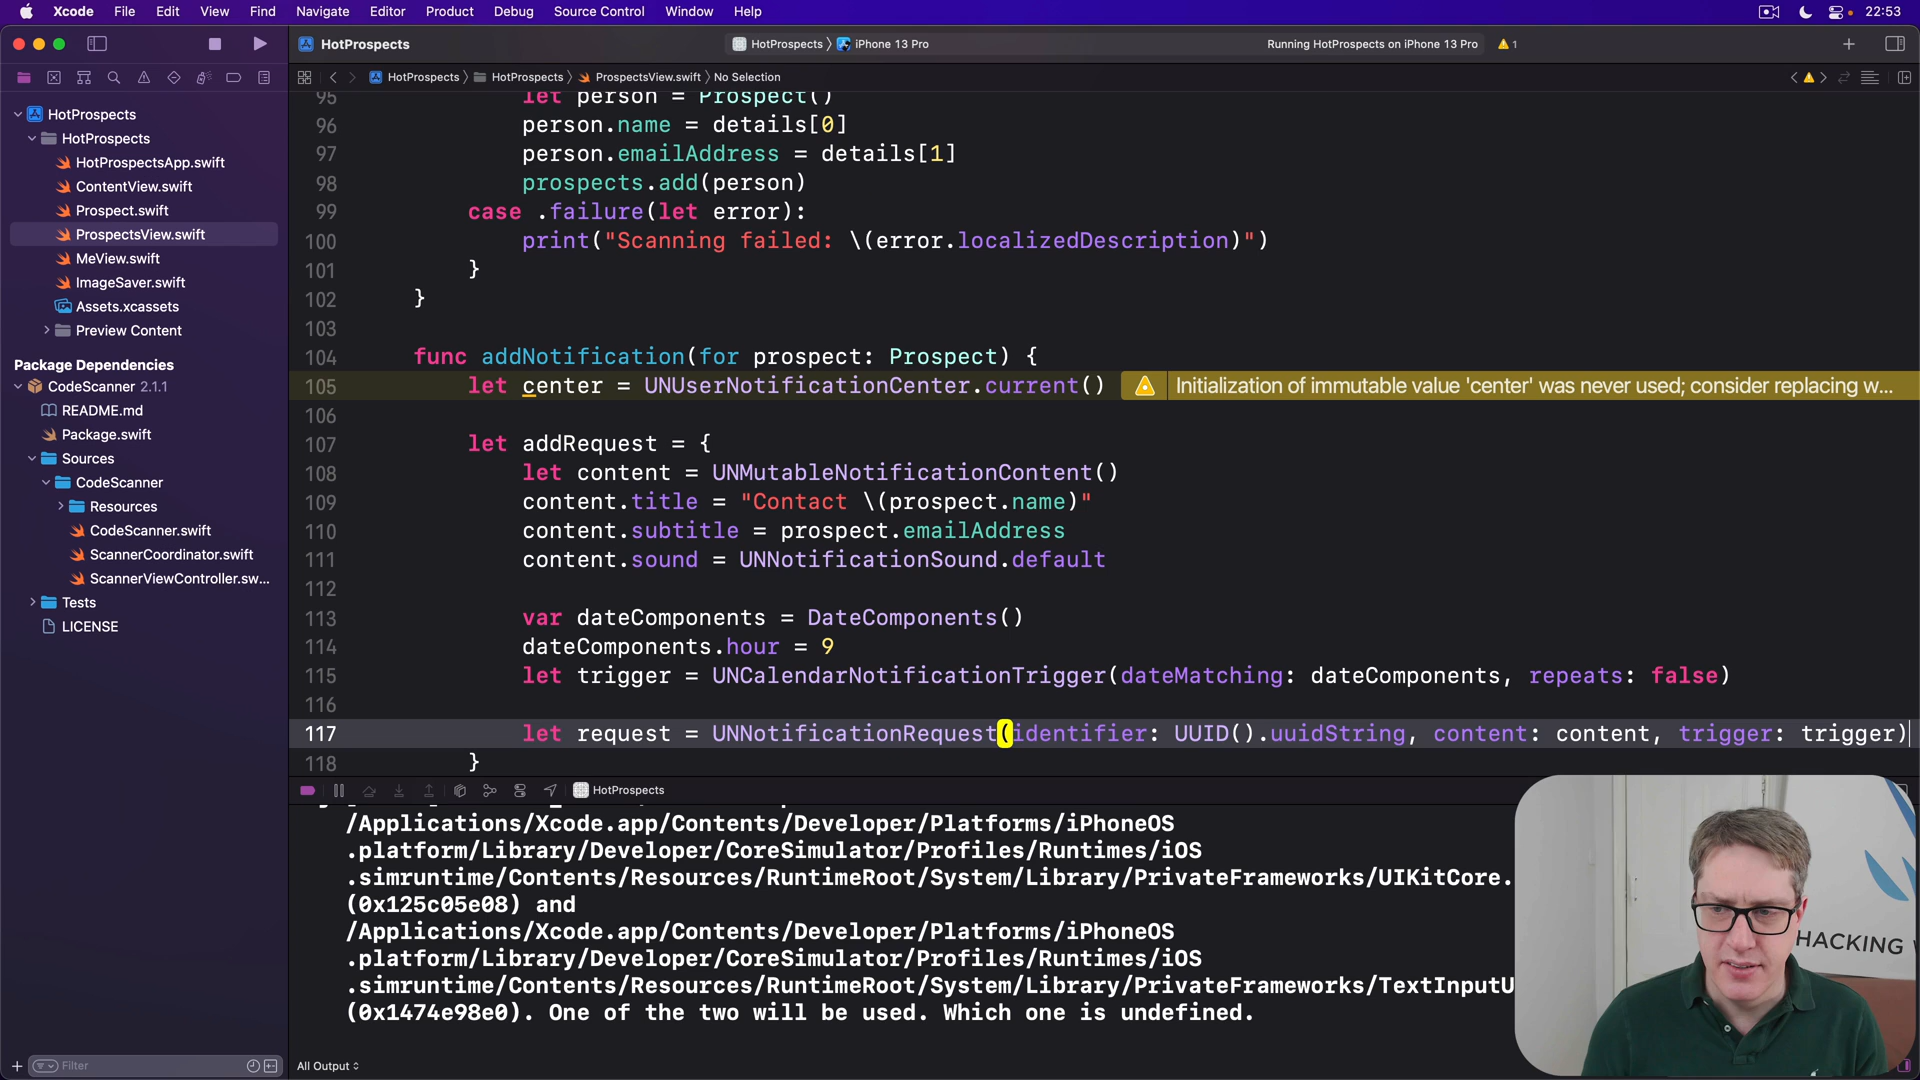 Xcode File Edit View Find Navigate Editor Product Debug Source Control Window Help 22:53
HotProspects
HotProspects iPhone 13 Pro
Running HotProspects on iPhone 13 Pro 1
HotProspects HotProspects ProspectsView.swift No Selection
HotProspects
HotProspects
HotProspectsApp.swift
ContentView.swift
Prospect.swift
ProspectsView.swift
MeView.swift
ImageSaver.swift
Assets.xcassets
Preview Content
Package Dependencies
CodeScanner 2.1.1
README.md
Package.swift
Sources
CodeScanner
Resources
CodeScanner.swift
ScannerCoordinator.swift
ScannerViewController.sw...
Tests
LICENSE
Filter
95 let person = Prospect()
96 person.name = details[0]
97 person.emailAddress = details[1]
98 prospects.add(person)
99 case .failure(let error):
100 print("Scanning failed: \(error.localizedDescription)")
101 }
102 }
103
104 func addNotification(for prospect: Prospect) {
105 let center = UNUserNotificationCenter.current() Initialization of immutable value 'center' was never used; consider replacing w...
106
107 let addRequest = {
108 let content = UNMutableNotificationContent()
109 content.title = "Contact \(prospect.name)"
110 content.subtitle = prospect.emailAddress
111 content.sound = UNNotificationSound.default
112
113 var dateComponents = DateComponents()
114 dateComponents.hour = 9
115 let trigger = UNCalendarNotificationTrigger(dateMatching: dateComponents, repeats: false)
116
117 let request = UNNotificationRequest(identifier: UUID().uuidString, content: content, trigger: trigger)
118 }
HotProspects
/Applications/Xcode.app/Contents/Developer/Platforms/iPhoneOS
.platform/Library/Developer/CoreSimulator/Profiles/Runtimes/iOS
.simruntime/Contents/Resources/RuntimeRoot/System/Library/PrivateFrameworks/UIKitCore.
(0x125c05e08) and
/Applications/Xcode.app/Contents/Developer/Platforms/iPhoneOS
.platform/Library/Developer/CoreSimulator/Profiles/Runtimes/iOS
.simruntime/Contents/Resources/RuntimeRoot/System/Library/PrivateFrameworks/TextInputU
(0x1474e98e0). One of the two will be used. Which one is undefined.
All Output
HACKING